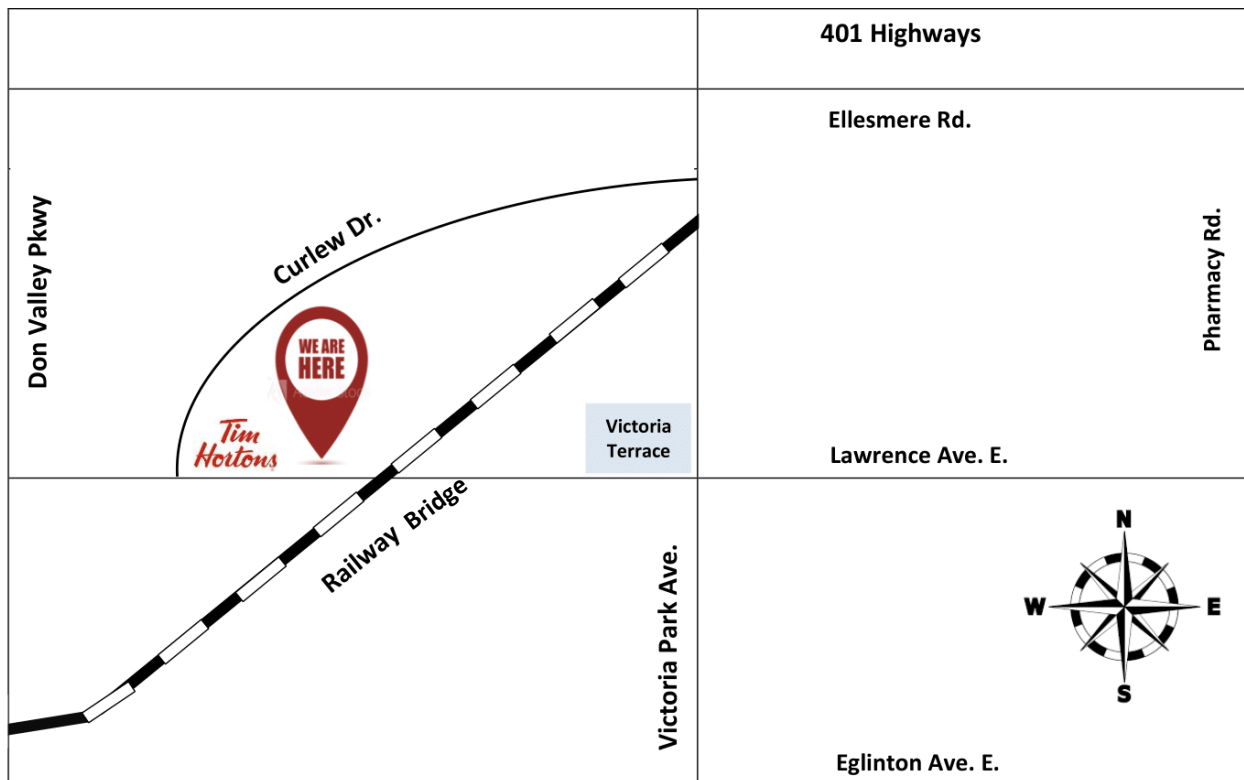 401 Highways
Ellesmere Rd.
Don Valley Pkwy
Curlew Dr.
Pharmacy Rd.
WE ARE
HERE
Tim
Hortons
Victoria
Terrace
Lawrence Ave. E.
Railway Bridge
Victoria Park Ave.
N
W
E
S
Eglinton Ave. E.